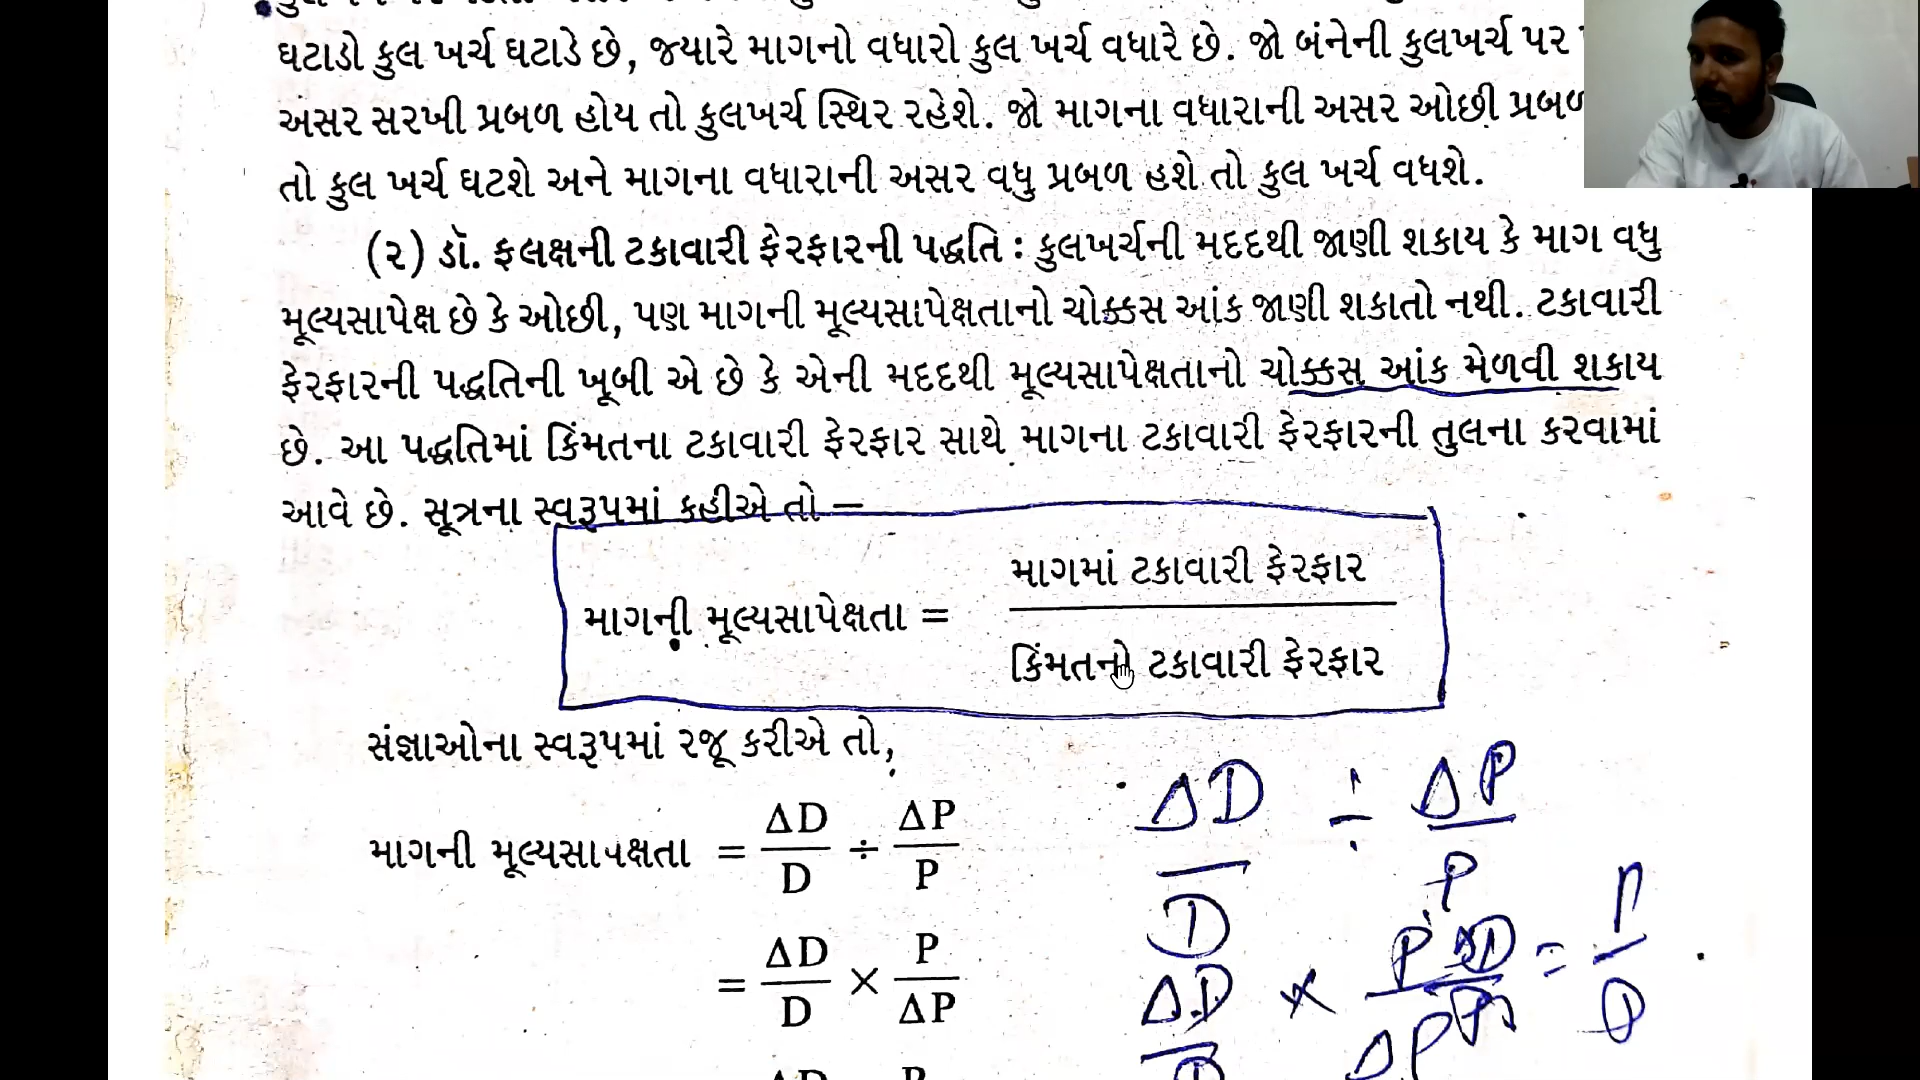 ઘટાડો કુલ ખર્ચ ઘટાડે છે, જ્યારે માગનો વધારો કુલ ખર્ચ વધારે છે. જો બંનેની કુલખર્ચ પર
અસર સરખી પ્રબળ હોય તો કુલખર્ચ સ્થિર રહેશે. જો માગના વધારાની અસર ઓછી પ્રબળ
તો કુલ ખર્ચ ઘટશે અને માગના વધારાની અસર વધુ પ્રબળ હશે તો કુલ ખર્ચ વધશે.
(૨) ડૉ. ફલક્ષની ટકાવારી ફેરફારની પદ્ધતિ : કુલખર્ચની મદદથી જાણી શકાય કે માગ વધુ
મૂલ્યસાપેક્ષ છે કે ઓછી, પણ માગની મૂલ્યસાપેક્ષતાનો ચોક્કસ આંક જાણી શકાતો નથી. ટકાવારી
ફેરફારની પદ્ધતિની ખૂબી એ છે કે એની મદદથી મૂલ્યસાપેક્ષતાનો ચોક્કસ આંક મેળવી શકાય
છે. આ પદ્ધતિમાં કિંમતના ટકાવારી ફેરફાર સાથે માગના ટકાવારી ફેરફારની તુલના કરવામાં
આવે છે. સૂત્રના સ્વરૂપમાં કહીએ તો –
માગમાં ટકાવારી ફેરફાર
માગની મૂલ્યસાપેક્ષતા =
કિંમતનો ટકાવારી ફેરફાર
સંજ્ઞાઓના સ્વરૂપમાં રજૂ કરીએ તો,
માગની મૂલ્યસાપેક્ષતા = ΔD/D ÷ ΔP/P
= ΔD/D × P/ΔP
ΔD ÷ ΔP
D P
ΔD × P ΔD =
ΔP